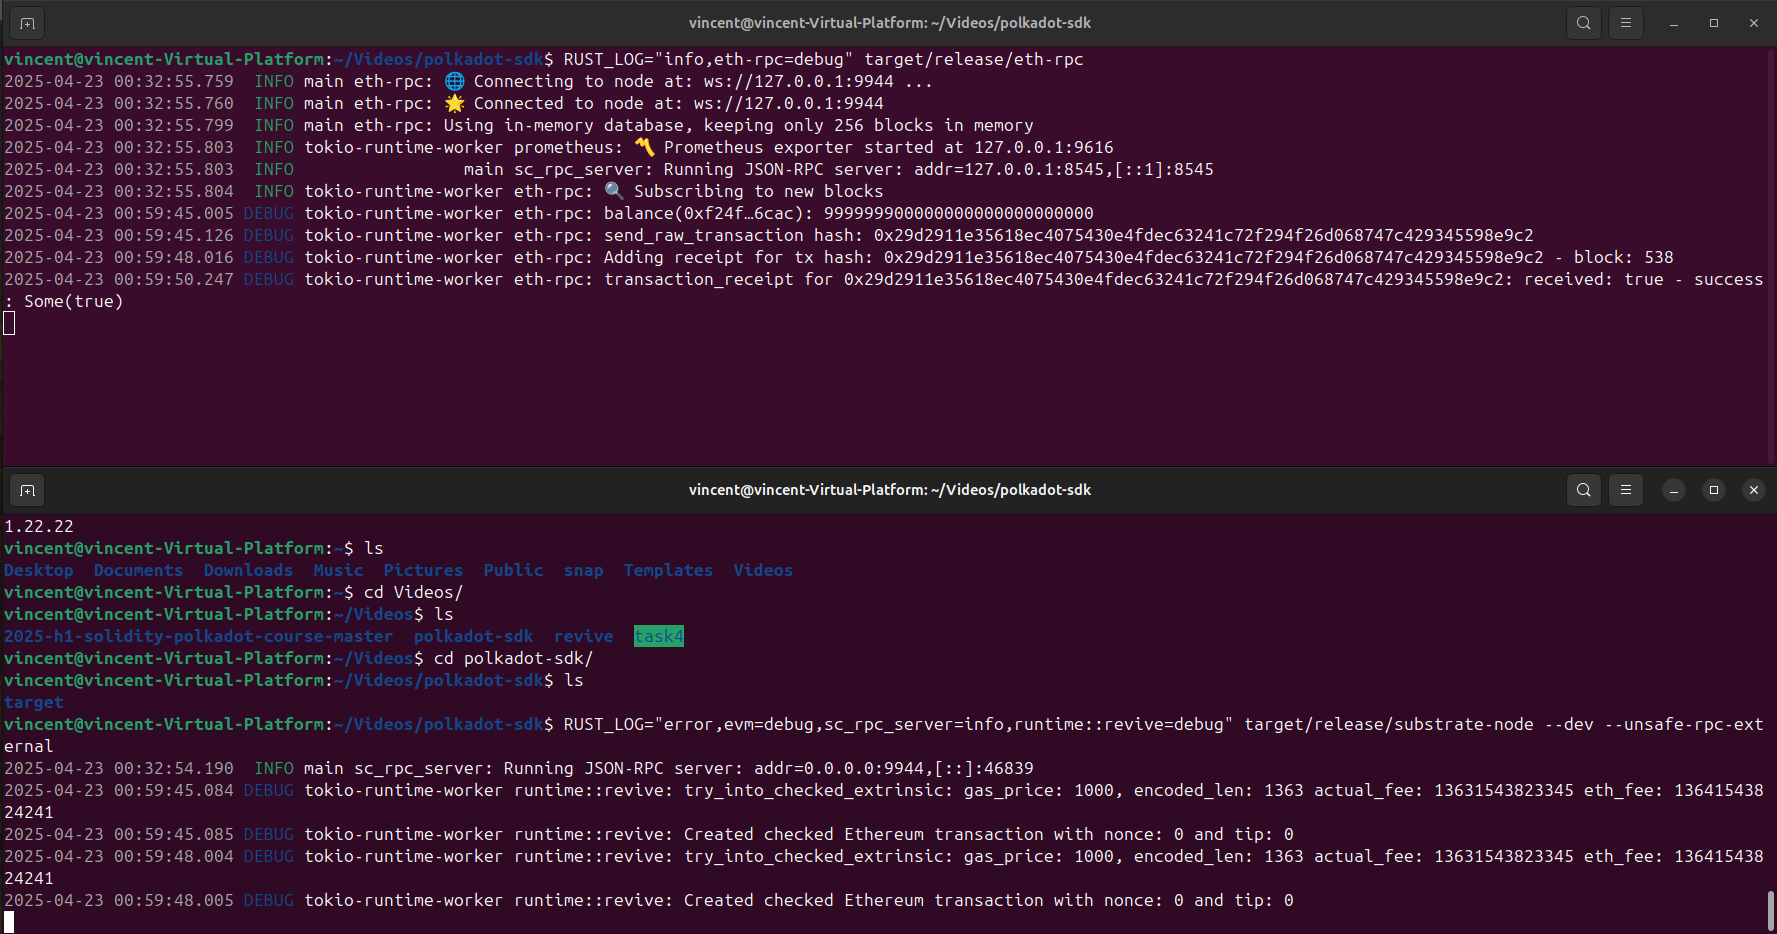 vincent@vincent-Virtual-Platform: ~/Videos/polkadot-sdk
vincent@vincent-Virtual-Platform:~/Videos/polkadot-sdk$ RUST_LOG="info,eth-rpc=debug" target/release/eth-rpc
2025-04-23 00:32:55.759  INFO main eth-rpc: 🌐 Connecting to node at: ws://127.0.0.1:9944 ...
2025-04-23 00:32:55.760  INFO main eth-rpc: 🌟 Connected to node at: ws://127.0.0.1:9944
2025-04-23 00:32:55.799  INFO main eth-rpc: Using in-memory database, keeping only 256 blocks in memory
2025-04-23 00:32:55.803  INFO tokio-runtime-worker prometheus: 〽️ Prometheus exporter started at 127.0.0.1:9616
2025-04-23 00:32:55.803  INFO                 main sc_rpc_server: Running JSON-RPC server: addr=127.0.0.1:8545,[::1]:8545
2025-04-23 00:32:55.804  INFO tokio-runtime-worker eth-rpc: 🔍 Subscribing to new blocks
2025-04-23 00:59:45.005 DEBUG tokio-runtime-worker eth-rpc: balance(0xf24f…6cac): 999999900000000000000000000
2025-04-23 00:59:45.126 DEBUG tokio-runtime-worker eth-rpc: send_raw_transaction hash: 0x29d2911e35618ec4075430e4fdec63241c72f294f26d068747c429345598e9c2
2025-04-23 00:59:48.016 DEBUG tokio-runtime-worker eth-rpc: Adding receipt for tx hash: 0x29d2911e35618ec4075430e4fdec63241c72f294f26d068747c429345598e9c2 - block: 538
2025-04-23 00:59:50.247 DEBUG tokio-runtime-worker eth-rpc: transaction_receipt for 0x29d2911e35618ec4075430e4fdec63241c72f294f26d068747c429345598e9c2: received: true - success
: Some(true)
vincent@vincent-Virtual-Platform: ~/Videos/polkadot-sdk
1.22.22
vincent@vincent-Virtual-Platform:~$ ls
Desktop  Documents  Downloads  Music  Pictures  Public  snap  Templates  Videos
vincent@vincent-Virtual-Platform:~$ cd Videos/
vincent@vincent-Virtual-Platform:~/Videos$ ls
2025-h1-solidity-polkadot-course-master  polkadot-sdk  revive  task4
vincent@vincent-Virtual-Platform:~/Videos$ cd polkadot-sdk/
vincent@vincent-Virtual-Platform:~/Videos/polkadot-sdk$ ls
target
vincent@vincent-Virtual-Platform:~/Videos/polkadot-sdk$ RUST_LOG="error,evm=debug,sc_rpc_server=info,runtime::revive=debug" target/release/substrate-node --dev --unsafe-rpc-ext
ernal
2025-04-23 00:32:54.190  INFO main sc_rpc_server: Running JSON-RPC server: addr=0.0.0.0:9944,[::]:46839
2025-04-23 00:59:45.084 DEBUG tokio-runtime-worker runtime::revive: try_into_checked_extrinsic: gas_price: 1000, encoded_len: 1363 actual_fee: 13631543823345 eth_fee: 136415438
24241
2025-04-23 00:59:45.085 DEBUG tokio-runtime-worker runtime::revive: Created checked Ethereum transaction with nonce: 0 and tip: 0
2025-04-23 00:59:48.004 DEBUG tokio-runtime-worker runtime::revive: try_into_checked_extrinsic: gas_price: 1000, encoded_len: 1363 actual_fee: 13631543823345 eth_fee: 136415438
24241
2025-04-23 00:59:48.005 DEBUG tokio-runtime-worker runtime::revive: Created checked Ethereum transaction with nonce: 0 and tip: 0